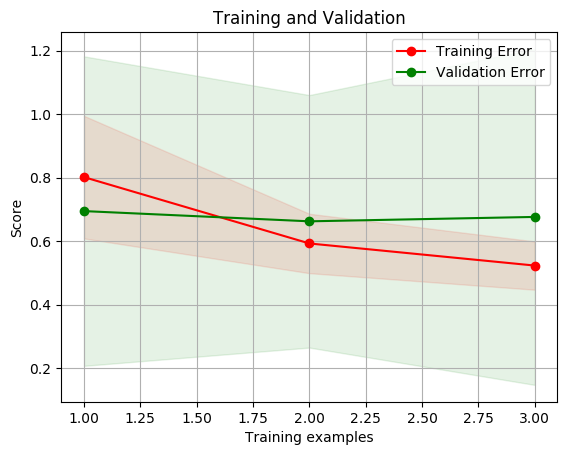 Training and Validation
Training Error
Validation Error
Score
1.2
1.0
0.8
0.6
0.4
0.2
1.00 1.25 1.50 1.75 2.00 2.25 2.50 2.75 3.00
Training examples